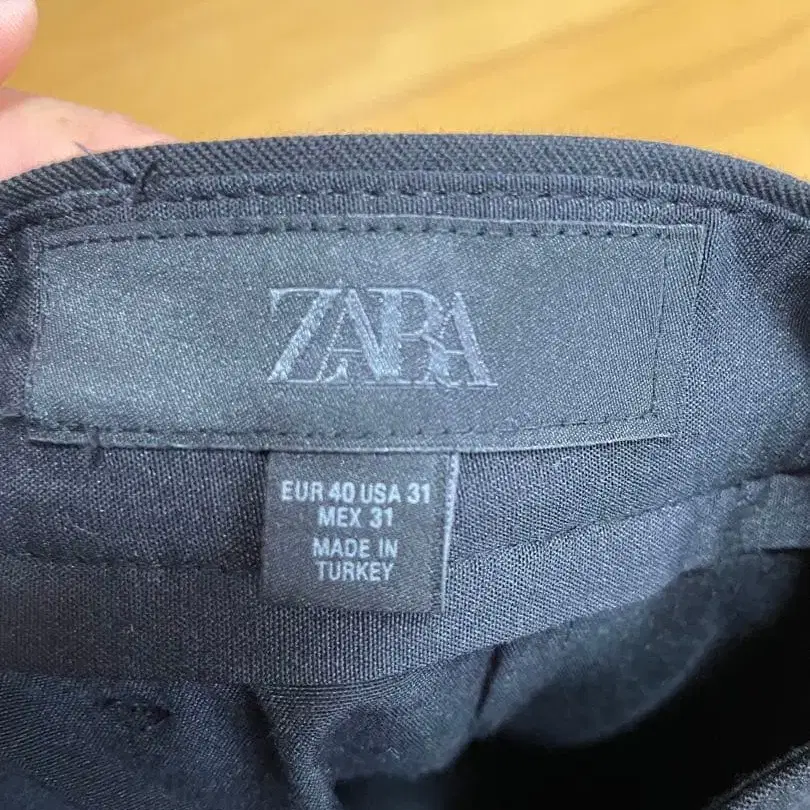 ZARA
EUR 40 USA 31
MEX 31
MADE IN
TURKEY